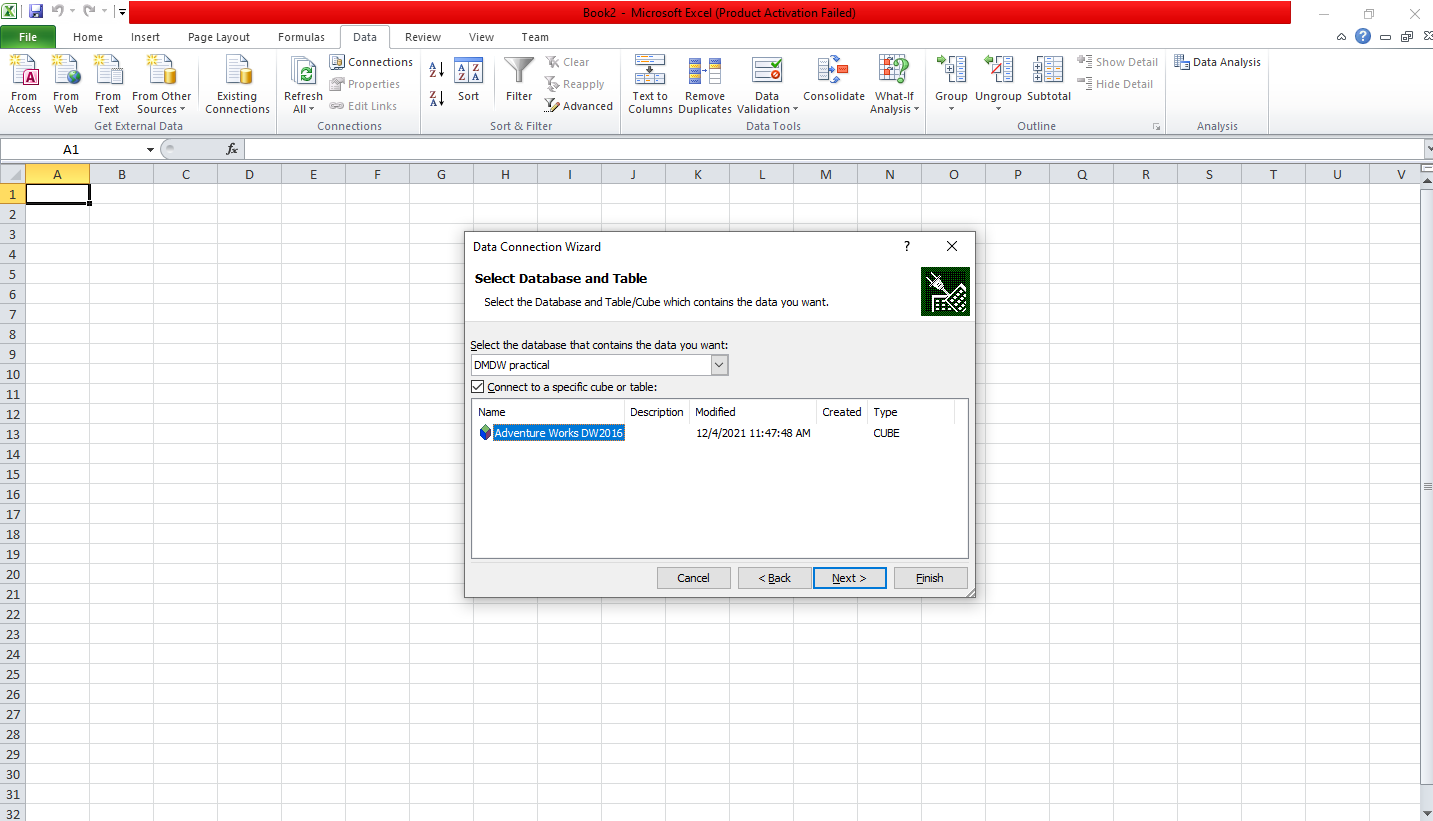 Book2 - Microsoft Excel (Product Activation Failed)
File Home Insert Page Layout Formulas Data Review View Team
From Access
From Web
From Text
From Other Sources
Existing Connections
Get External Data
Refresh All
Connections
Properties
Edit Links
Connections
A Z
Z A
A Z Z A
Sort
Filter
Clear
Reapply
Advanced
Sort & Filter
Text to Columns
Remove Duplicates
Data Validation
Consolidate
What-If Analysis
Data Tools
Group
Ungroup
Subtotal
Show Detail
Hide Detail
Outline
Data Analysis
Analysis
A1 fx
A B C D E F G H I J K L M N O P Q R S T U V
1
2
3
4
5
6
7
8
9
10
11
12
13
14
15
16
17
18
19
20
21
22
23
24
25
26
27
28
29
30
31
32
Data Connection Wizard ?
Select Database and Table
Select the Database and Table/Cube which contains the data you want.
Select the database that contains the data you want:
DMDW practical
Connect to a specific cube or table:
Name Description Modified Created Type
Adventure Works DW2016 12/4/2021 11:47:48 AM CUBE
Cancel < Back Next > Finish